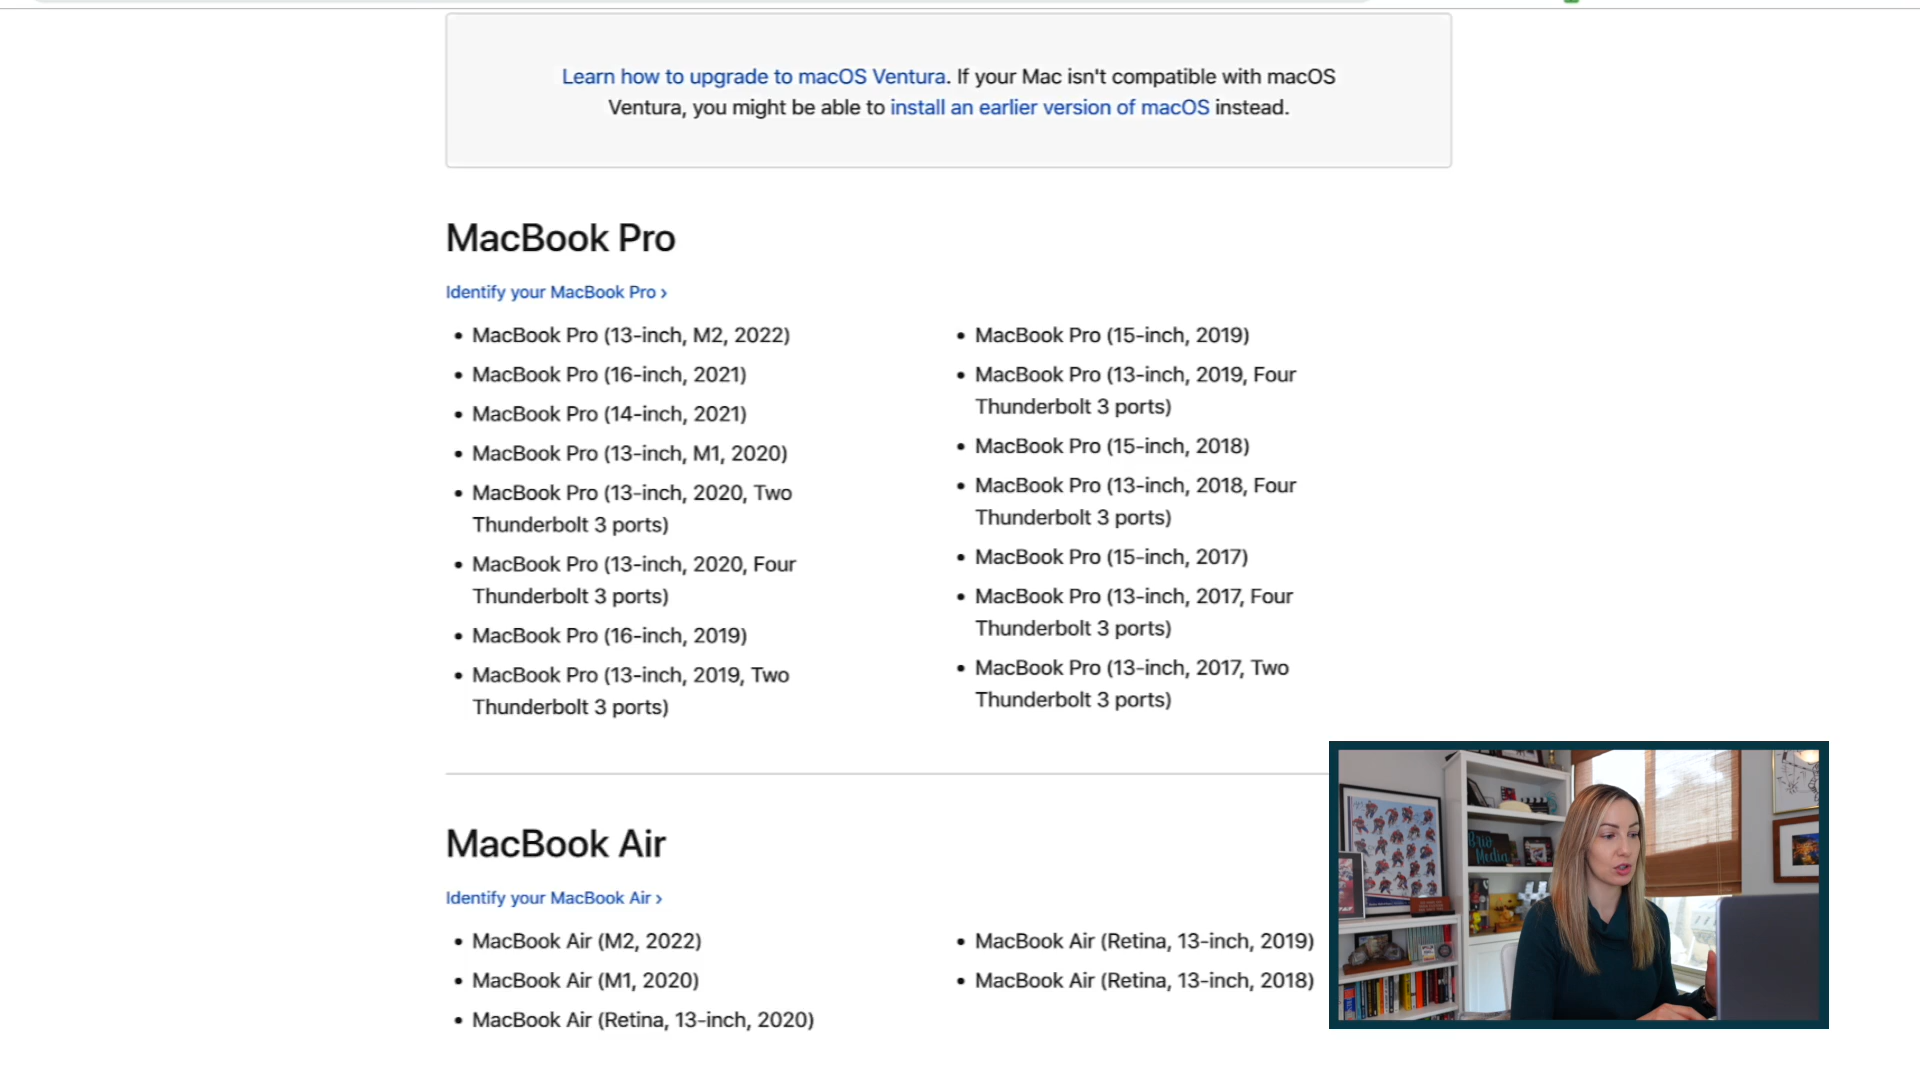 Learn how to upgrade to macOS Ventura. If your Mac isn't compatible with macOS
Ventura, you might be able to install an earlier version of macOS instead.
MacBook Pro
Identify your MacBook Pro ›
• MacBook Pro (13-inch, M2, 2022)
• MacBook Pro (16-inch, 2021)
• MacBook Pro (14-inch, 2021)
• MacBook Pro (13-inch, M1, 2020)
• MacBook Pro (13-inch, 2020, Two
Thunderbolt 3 ports)
• MacBook Pro (13-inch, 2020, Four
Thunderbolt 3 ports)
• MacBook Pro (16-inch, 2019)
• MacBook Pro (13-inch, 2019, Two
Thunderbolt 3 ports)
• MacBook Pro (15-inch, 2019)
• MacBook Pro (13-inch, 2019, Four
Thunderbolt 3 ports)
• MacBook Pro (15-inch, 2018)
• MacBook Pro (13-inch, 2018, Four
Thunderbolt 3 ports)
• MacBook Pro (15-inch, 2017)
• MacBook Pro (13-inch, 2017, Four
Thunderbolt 3 ports)
• MacBook Pro (13-inch, 2017, Two
Thunderbolt 3 ports)
MacBook Air
Identify your MacBook Air ›
• MacBook Air (M2, 2022)
• MacBook Air (M1, 2020)
• MacBook Air (Retina, 13-inch, 2020)
• MacBook Air (Retina, 13-inch, 2019)
• MacBook Air (Retina, 13-inch, 2018)
Brio
Media